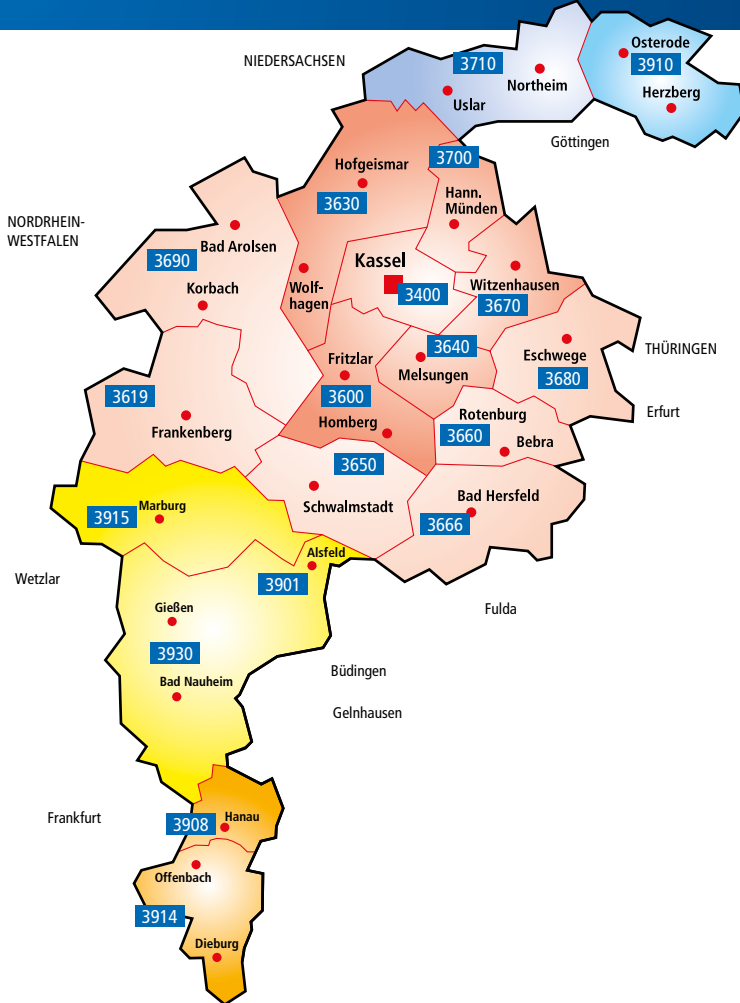 Osterode
3910
Herzberg
NIEDERSACHSEN
3710
Northeim
Uslar
Göttingen
Hofgeismar
3630
3700
Hann.
Münden
NORDRHEIN-
WESTFALEN
Bad Arolsen
3690
Korbach
Kassel
3400
Wolf-
hagen
Witzenhausen
3670
THÜRINGEN
Eschwege
3680
3640
Melsungen
Fritzlar
3600
Homberg
3619
Frankenberg
Erfurt
Rotenburg
3660
Bebra
3650
Schwalmstadt
Bad Hersfeld
3666
Marburg
3915
Alsfeld
3901
Wetzlar
Fulda
Gießen
3930
Bad Nauheim
Büdingen
Gelnhausen
Frankfurt
3908
Hanau
Offenbach
3914
Dieburg